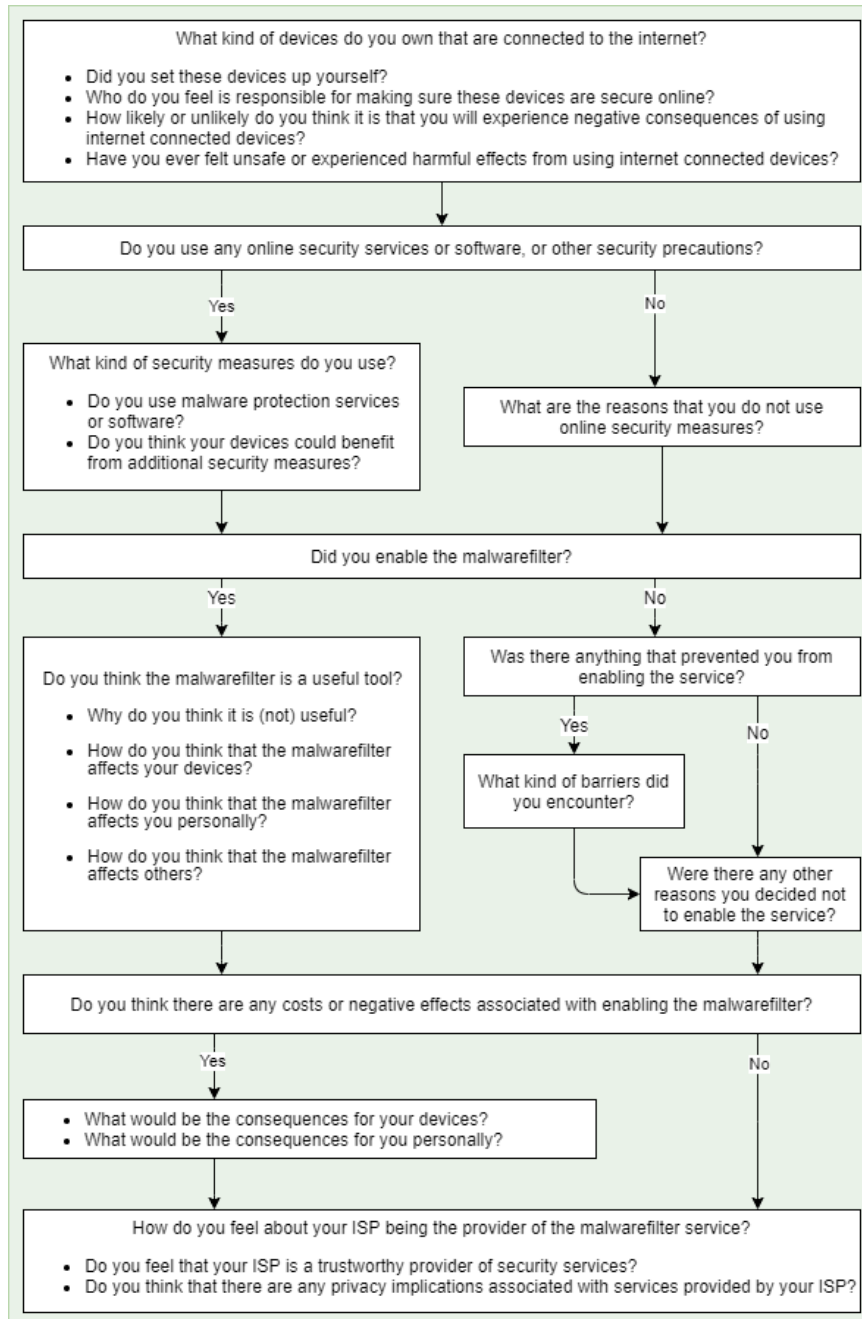 What kind of devices do you own that are connected to the internet?
• Did you set these devices up yourself?
• Who do you feel is responsible for making sure these devices are secure online?
• How likely or unlikely do you think it is that you will experience negative consequences of using
internet connected devices?
• Have you ever felt unsafe or experienced harmful effects from using internet connected devices?
Do you use any online security services or software, or other security precautions?
Yes
No
What kind of security measures do you use?
• Do you use malware protection services
or software?
• Do you think your devices could benefit
from additional security measures?
What are the reasons that you do not use
online security measures?
Did you enable the malwarefilter?
Yes
No
Do you think the malwarefilter is a useful tool?
• Why do you think it is (not) useful?
• How do you think that the malwarefilter
affects your devices?
• How do you think that the malwarefilter
affects you personally?
• How do you think that the malwarefilter
affects others?
Was there anything that prevented you from
enabling the service?
Yes
No
What kind of barriers did
you encounter?
Were there any other
reasons you decided not
to enable the service?
Do you think there are any costs or negative effects associated with enabling the malwarefilter?
Yes
No
• What would be the consequences for your devices?
• What would be the consequences for you personally?
How do you feel about your ISP being the provider of the malwarefilter service?
• Do you feel that your ISP is a trustworthy provider of security services?
• Do you think that there are any privacy implications associated with services provided by your ISP?